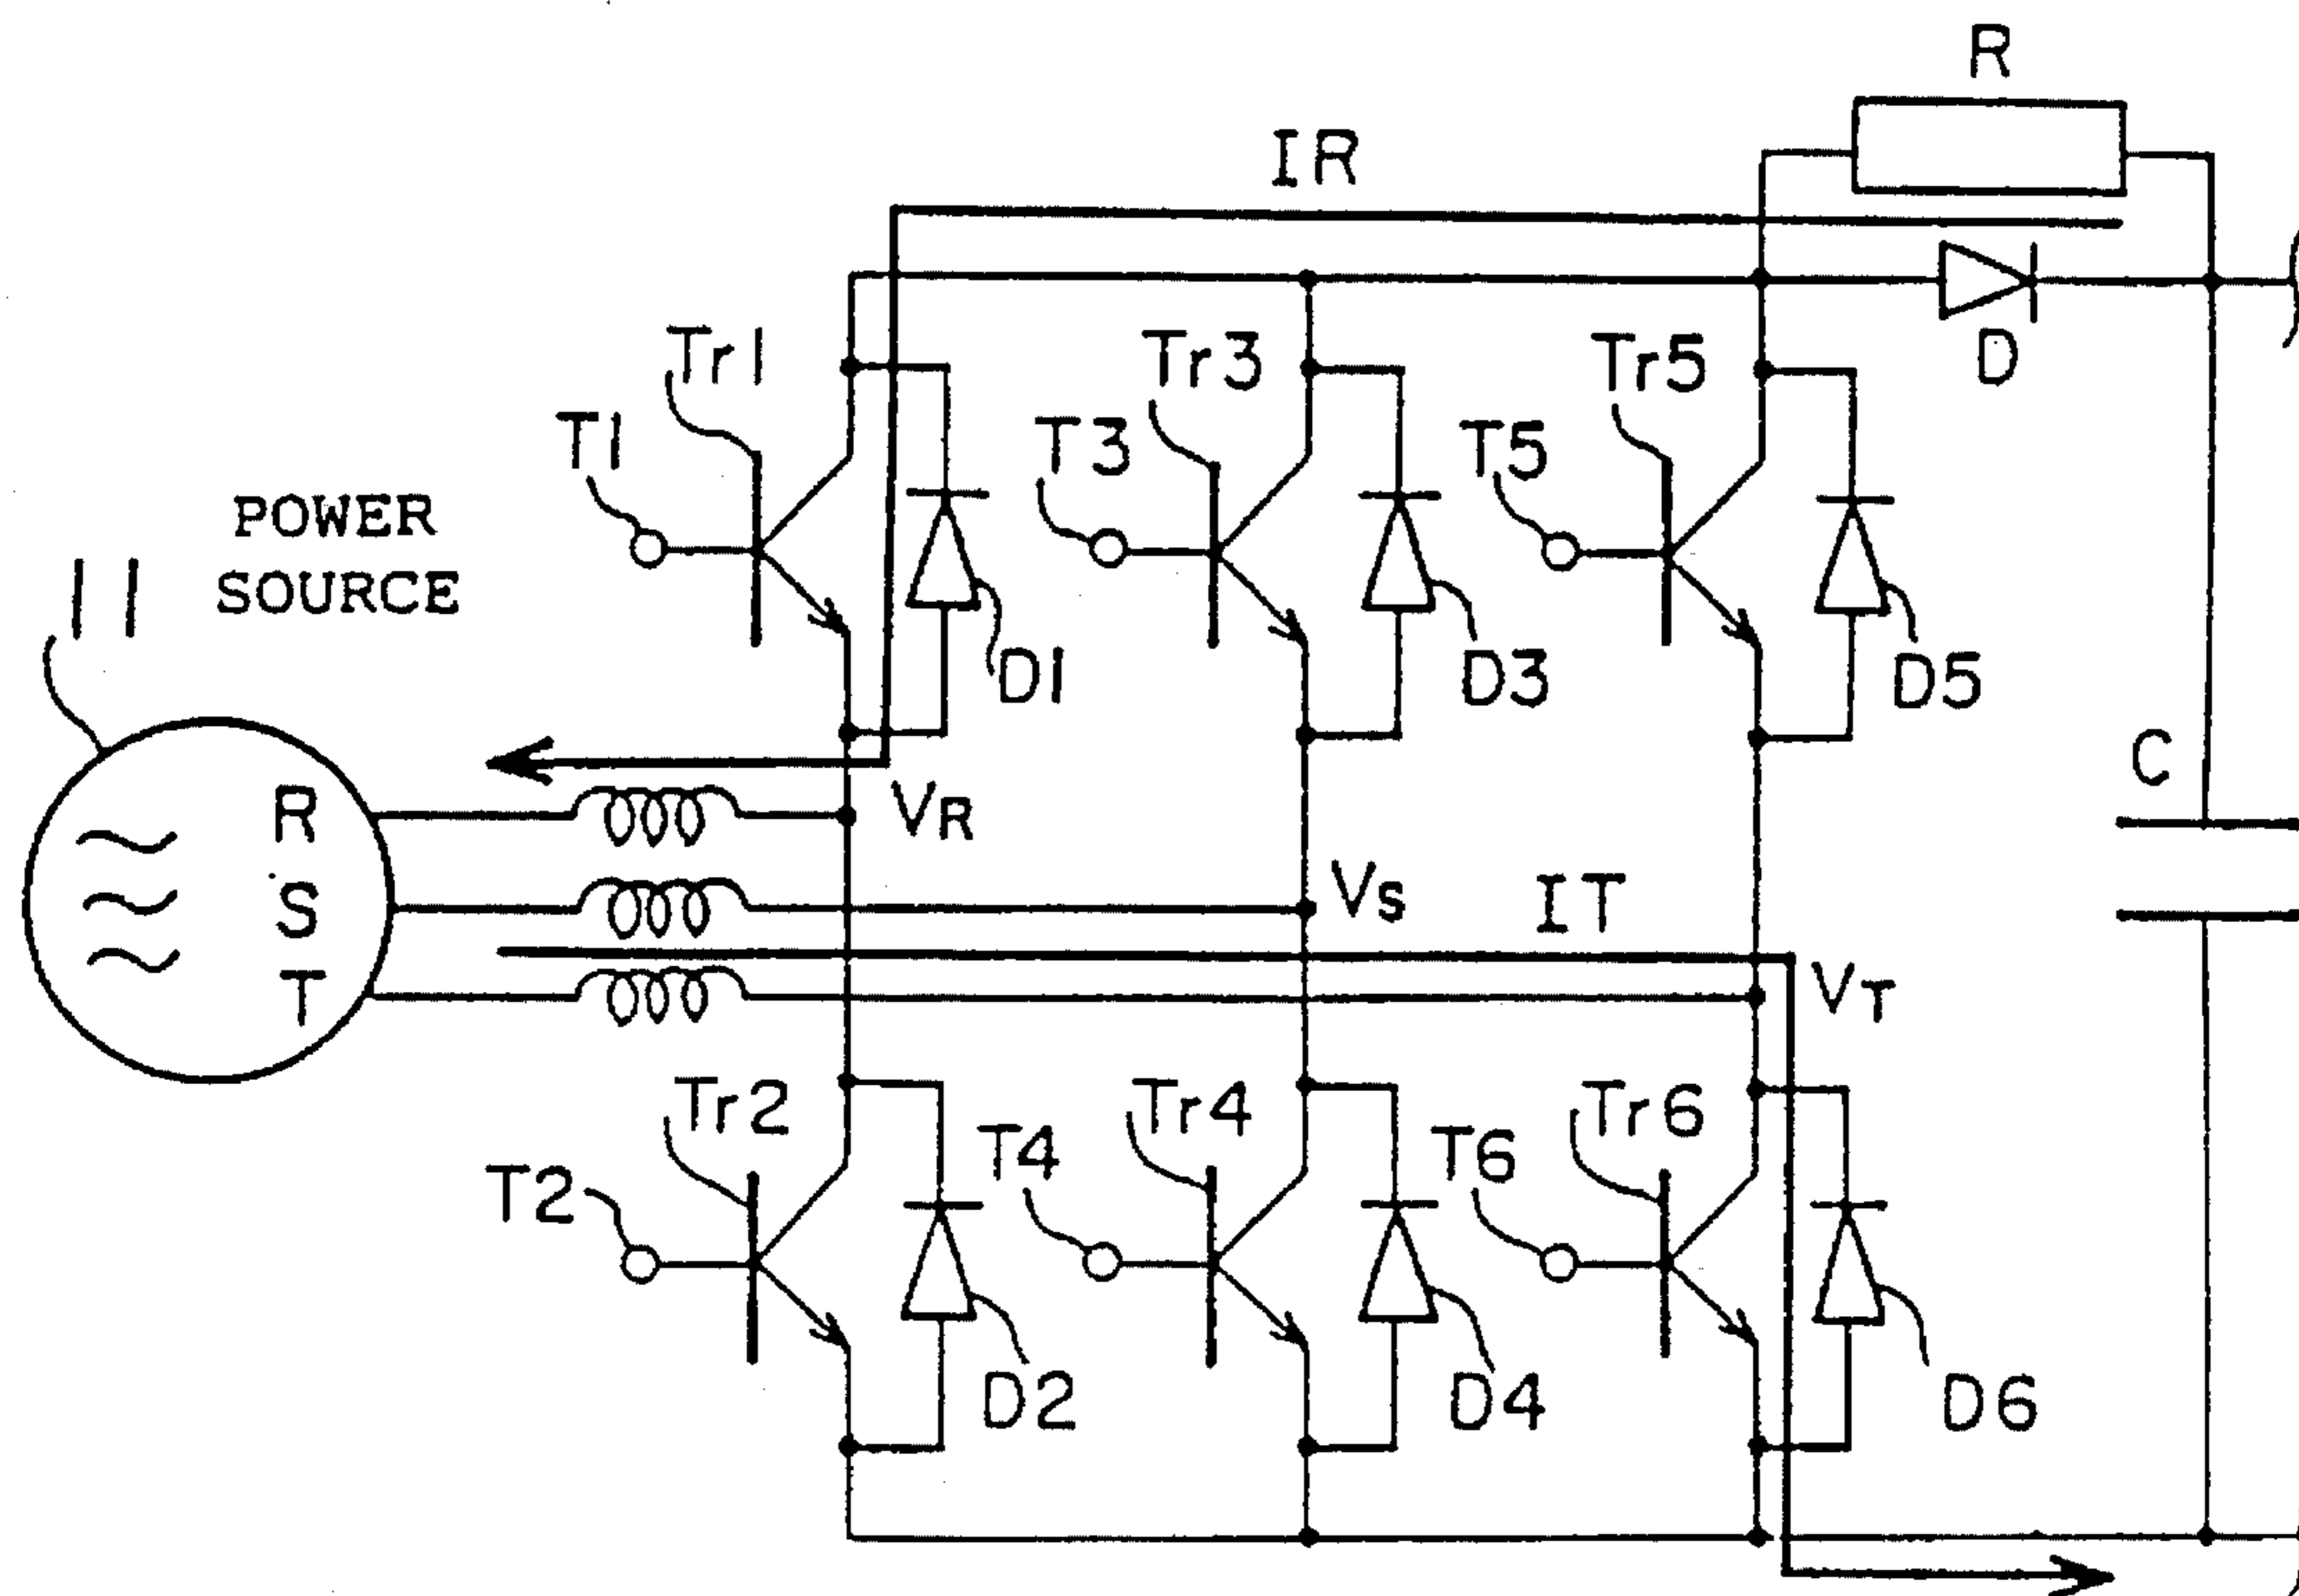 R
IR
Tr1
Tr3
Tr5
D
T1
T3
T5
POWER
SOURCE
11
D1
D3
D5
C
R
VR
S
VS
IT
T
VT
Tr2
Tr4
Tr6
T2
T4
T6
D2
D4
D6